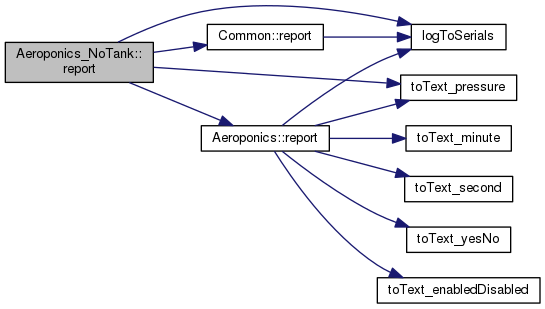 Aeroponics_NoTank::
report
Common::report
logToSerials
toText_pressure
Aeroponics::report
toText_minute
toText_second
toText_yesNo
toText_enabledDisabled